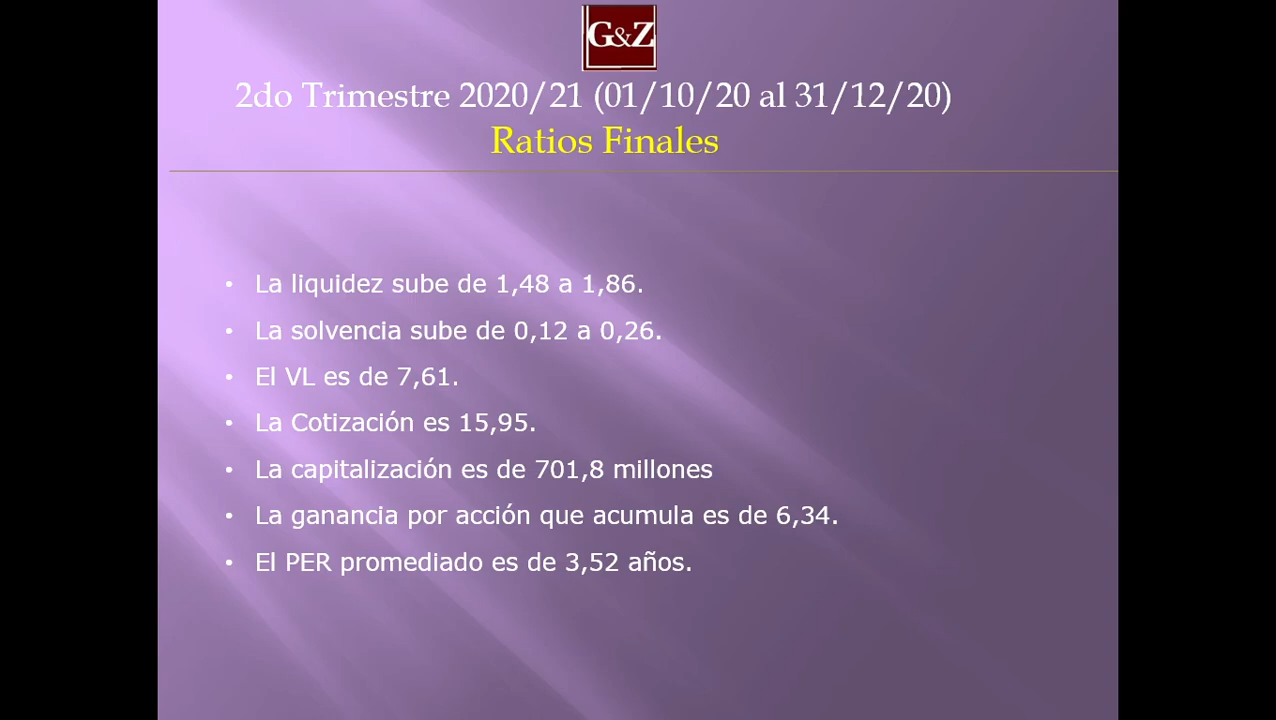 G&Z
2do Trimestre 2020/21 (01/10/20 al 31/12/20)
Ratios Finales
• La liquidez sube de 1,48 a 1,86.
• La solvencia sube de 0,12 a 0,26.
• El VL es de 7,61.
• La Cotización es 15,95.
• La capitalización es de 701,8 millones
• La ganancia por acción que acumula es de 6,34.
• El PER promediado es de 3,52 años.